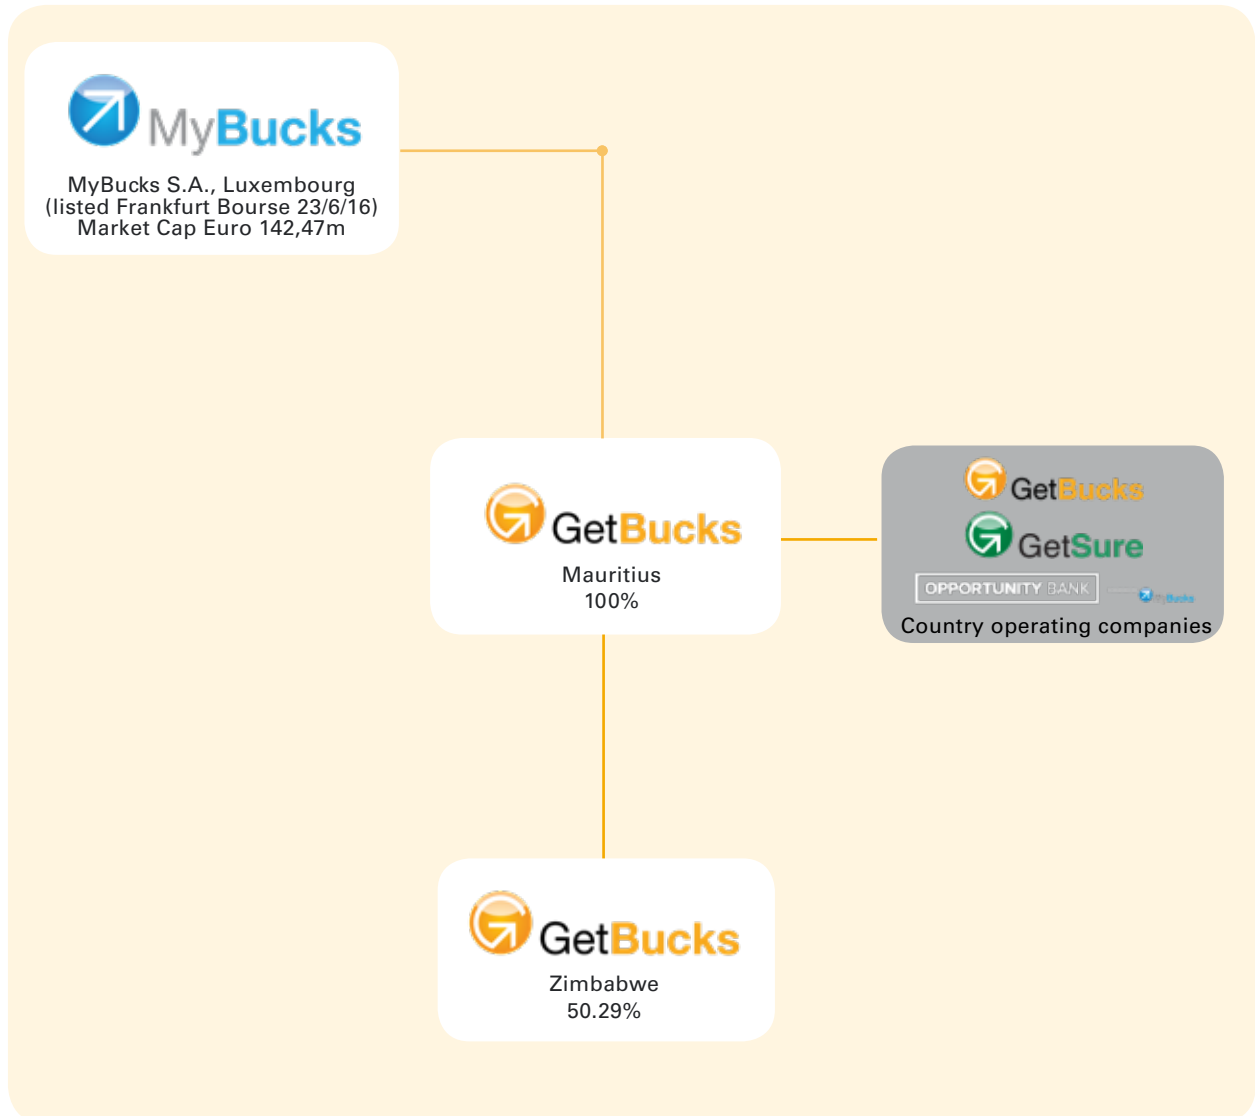 MyBucks
MyBucks S.A., Luxembourg
(listed Frankfurt Bourse 23/6/16)
Market Cap Euro 142,47m
GetBucks
Mauritius
100%
GetBucks
GetSure
OPPORTUNITY BANK
MyBucks
Country operating companies
GetBucks
Zimbabwe
50.29%